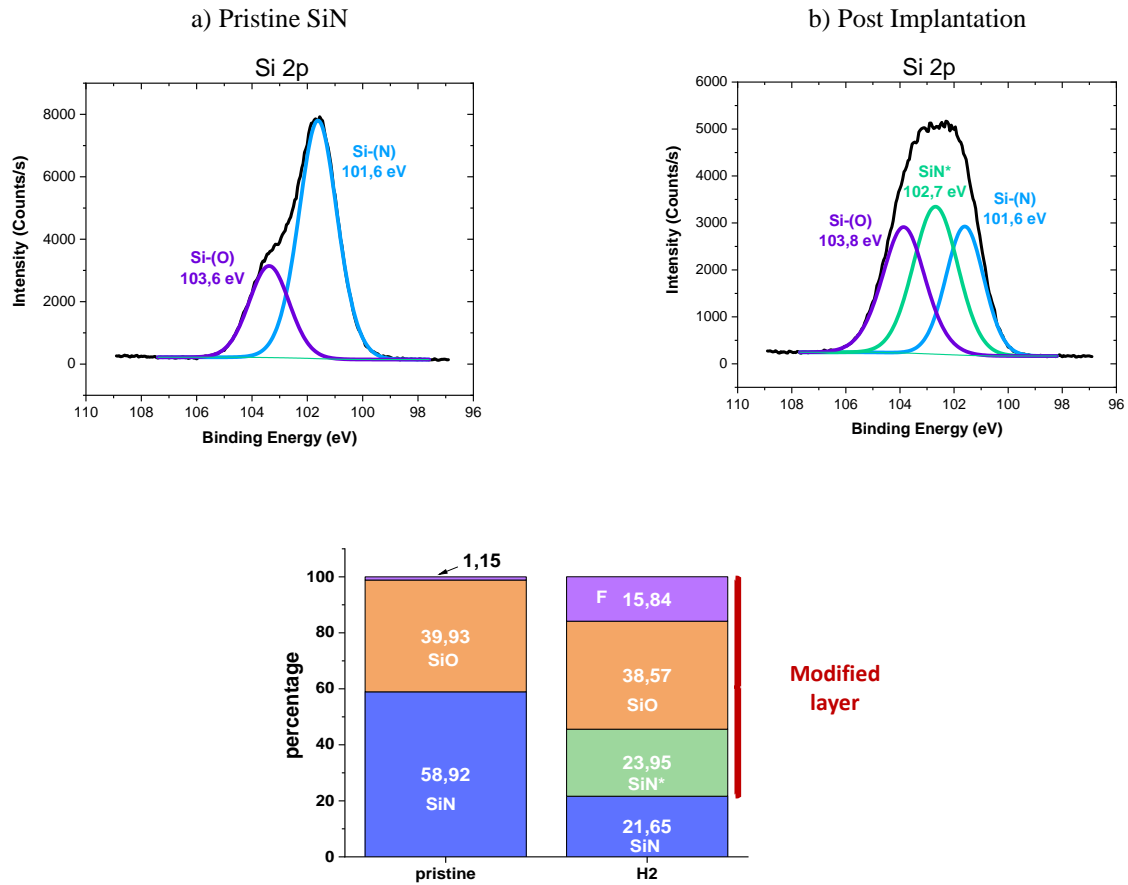 a) Pristine SiN
b) Post Implantation
Si 2p
8000
6000
4000
2000
0
Intensity (Counts/s)
Si-(N)
101,6 eV
Si-(O)
103,6 eV
110 108 106 104 102 100 98 96
Binding Energy (eV)
Si 2p
6000
5000
4000
3000
2000
1000
0
Intensity (Counts/s)
SiN*
102,7 eV
Si-(O)
103,8 eV
Si-(N)
101,6 eV
110 108 106 104 102 100 98 96
Binding Energy (eV)
100
80
60
40
20
0
percentage
1,15
39,93
SiO
58,92
SiN
F 15,84
38,57
SiO
23,95
SiN*
21,65
SiN
pristine
H2
Modified
layer